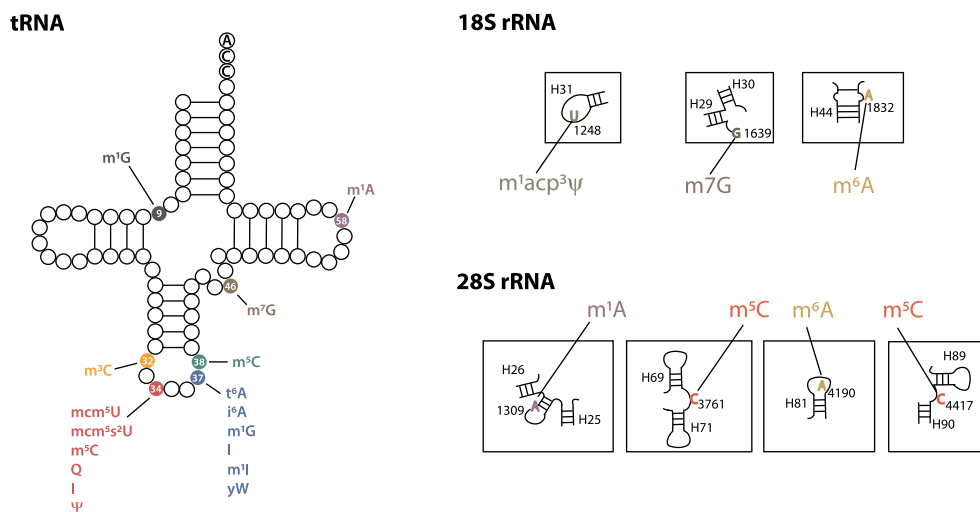 tRNA
A
C
C
m¹G
9
m¹A
58
46
m⁷G
m³C
32
38
m⁵C
34
37
mcm⁵U
mcm⁵s²U
m⁵C
Q
I
Ψ
t⁶A
i⁶A
m¹G
I
m¹I
yW
18S rRNA
H31
U
1248
m¹acp³ψ
H30
H29
G 1639
m7G
H44
A
1832
m⁶A
28S rRNA
m¹A
H26
1309
A
H25
m⁵C
H69
C 3761
H71
m⁶A
A
4190
H81
m⁵C
H89
C
4417
H90